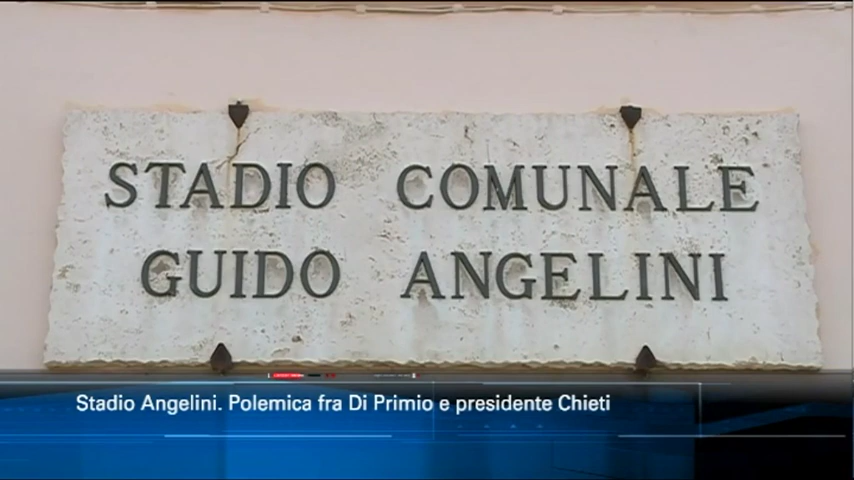 STADIO COMUNALE
GUIDO ANGELINI
Stadio Angelini. Polemica fra Di Primio e presidente Chieti